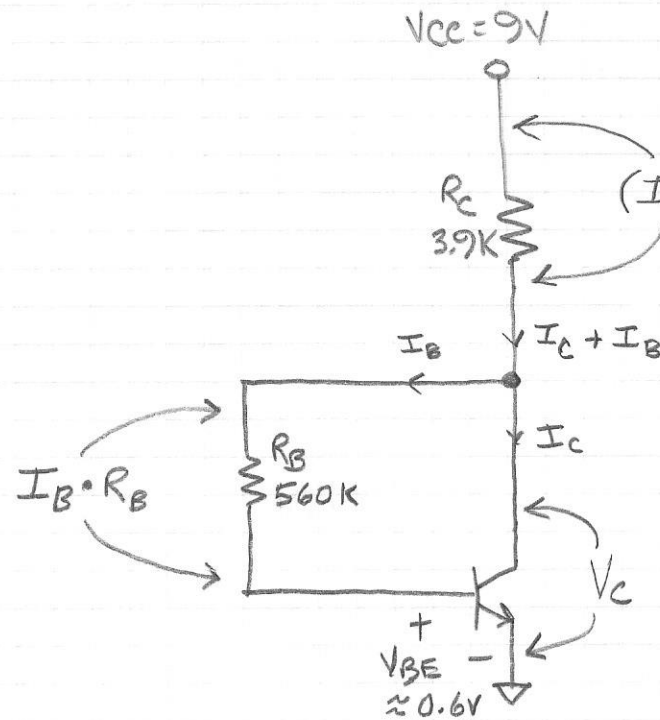 VCC = 9V
RC
3.9K
(I
IB
IC + IB
IC
RB
560K
IB • RB
VC
+
VBE −
≈ 0.6V